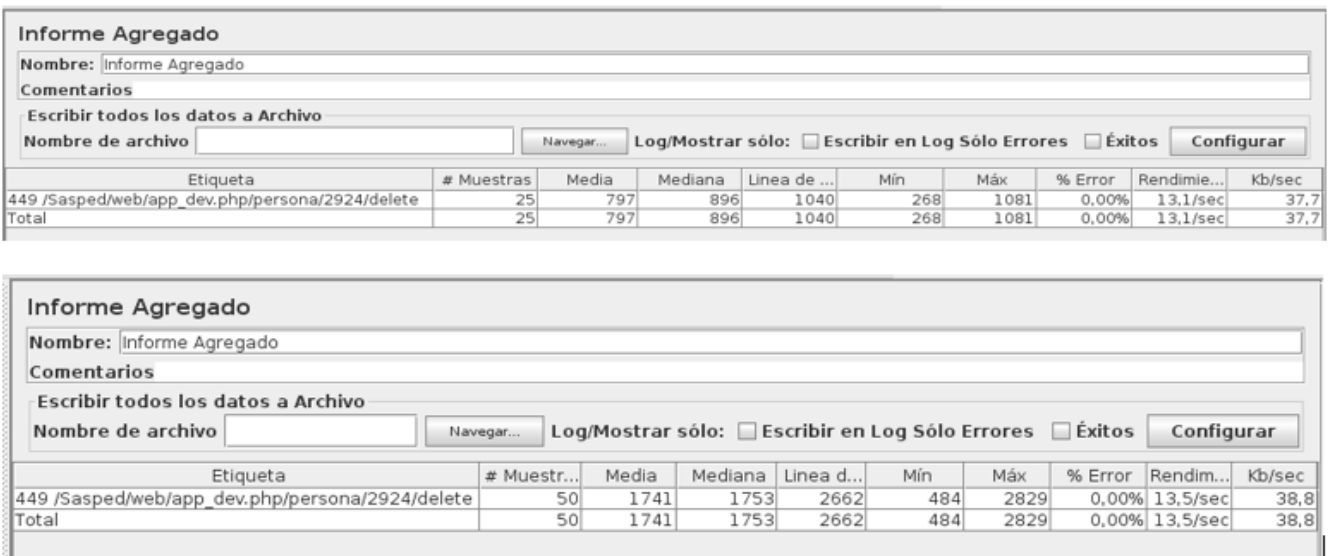 Informe Agregado
Nombre: Informe Agregado
Comentarios
Escribir todos los datos a Archivo
Nombre de archivo Navegar... Log/Mostrar sólo: Escribir en Log Sólo Errores Éxitos Configurar
Etiqueta # Muestras Media Mediana Linea de ... Mín Máx % Error Rendimie... Kb/sec
449 /Sasped/web/app_dev.php/persona/2924/delete 25 797 896 1040 268 1081 0,00% 13,1/sec 37,7
Total 25 797 896 1040 268 1081 0,00% 13,1/sec 37,7
Informe Agregado
Nombre: Informe Agregado
Comentarios
Escribir todos los datos a Archivo
Nombre de archivo Navegar... Log/Mostrar sólo: Escribir en Log Sólo Errores Éxitos Configurar
Etiqueta # Muestr... Media Mediana Linea d... Mín Máx % Error Rendim... Kb/sec
449 /Sasped/web/app_dev.php/persona/2924/delete 50 1741 1753 2662 484 2829 0,00% 13,5/sec 38,8
Total 50 1741 1753 2662 484 2829 0,00% 13,5/sec 38,8